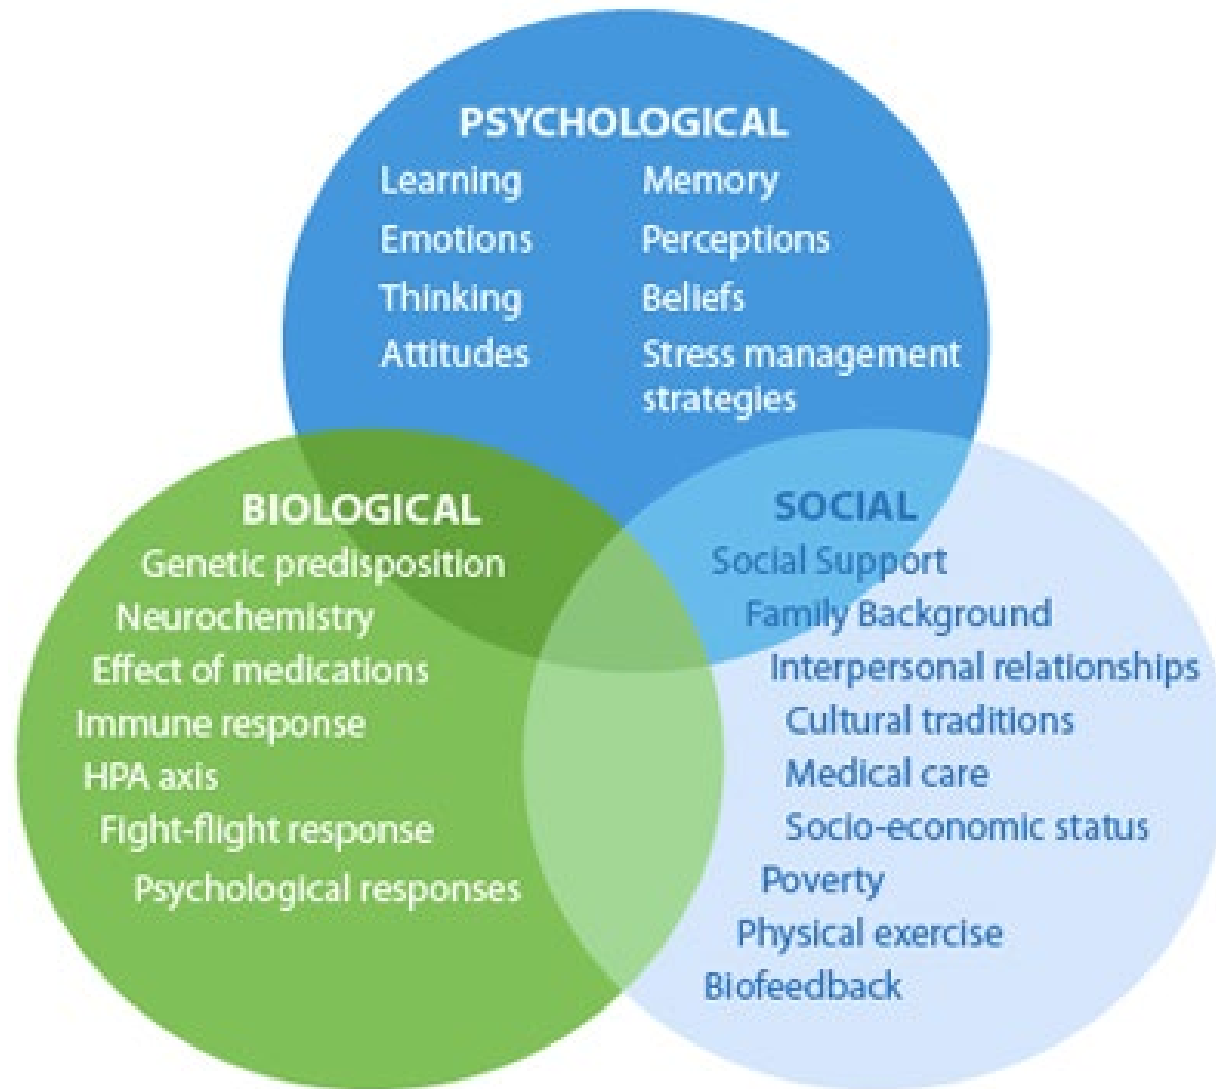 PSYCHOLOGICAL
Learning
Emotions
Thinking
Attitudes
Memory
Perceptions
Beliefs
Stress management
strategies
BIOLOGICAL
Genetic predisposition
Neurochemistry
Effect of medications
Immune response
HPA axis
Fight-flight response
Psychological responses
SOCIAL
Social Support
Family Background
Interpersonal relationships
Cultural traditions
Medical care
Socio-economic status
Poverty
Physical exercise
Biofeedback